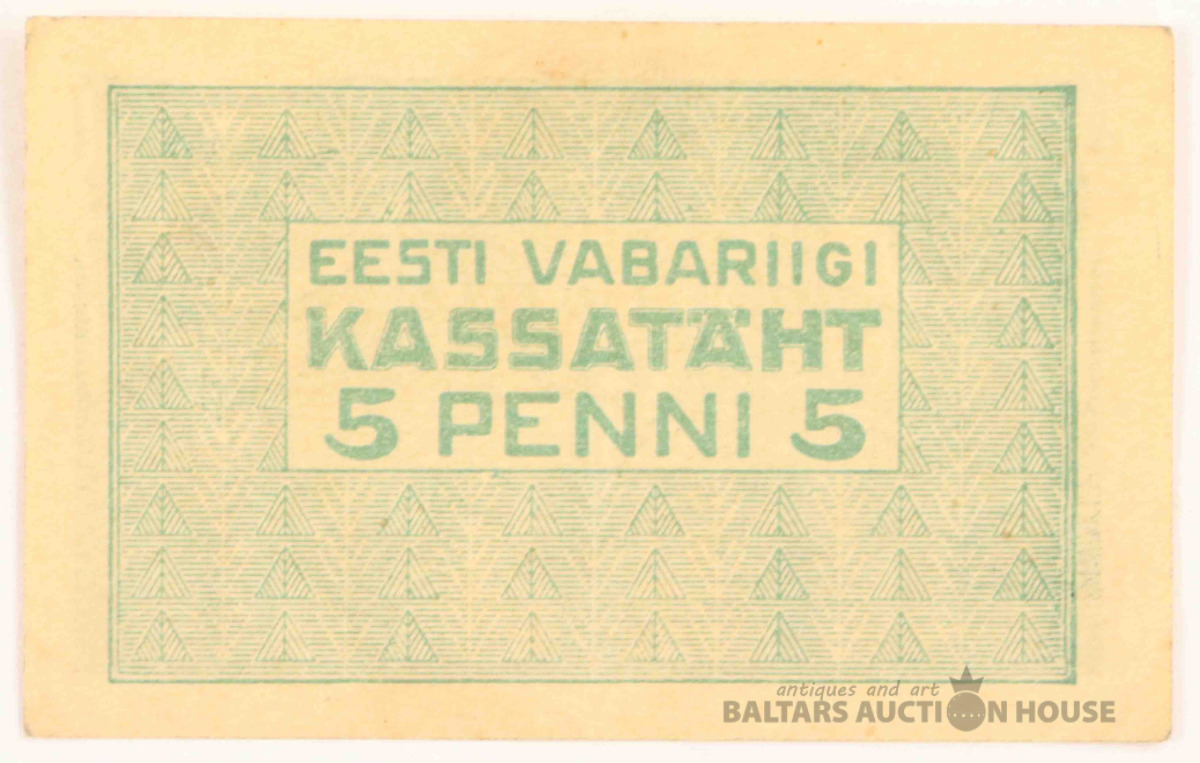 EESTI VABARIIGI
KASSATÄHT
5 PENNI 5
antiques and art
BALTARS AUCTION HOUSE